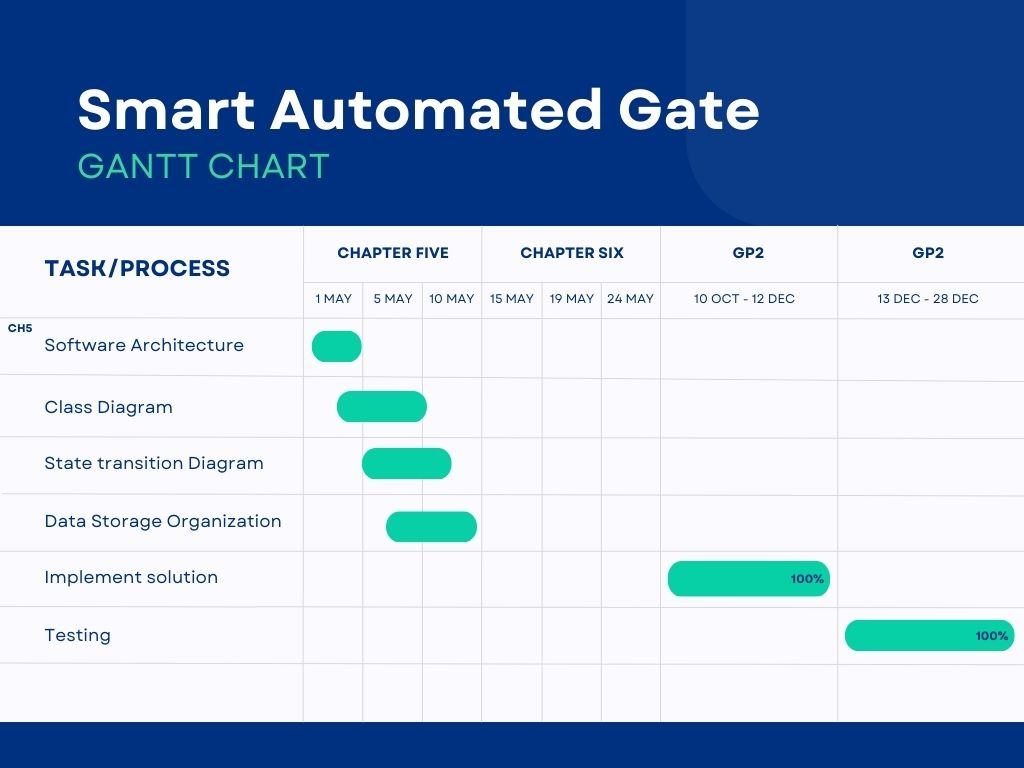 Smart Automated Gate
GANTT CHART
TASK/PROCESS
CHAPTER FIVE
CHAPTER SIX
GP2
GP2
1 MAY
5 MAY
10 MAY
15 MAY
19 MAY
24 MAY
10 OCT - 12 DEC
13 DEC - 28 DEC
CH5
Software Architecture
Class Diagram
State transition Diagram
Data Storage Organization
Implement solution
100%
Testing
100%